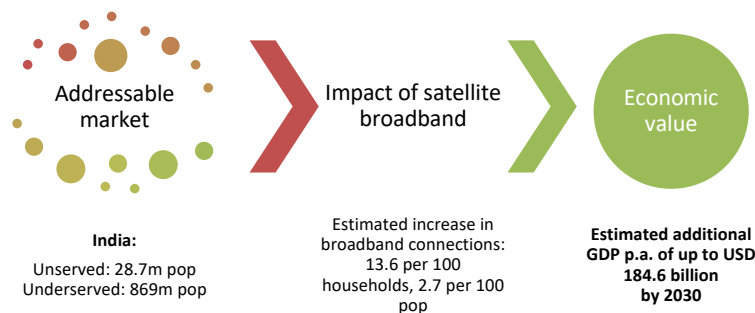 Addressable
market
Impact of satellite
broadband
Economic
value
India:
Unserved: 28.7m pop
Underserved: 869m pop
Estimated increase in
broadband connections:
13.6 per 100
households, 2.7 per 100
pop
Estimated additional
GDP p.a. of up to USD
184.6 billion
by 2030